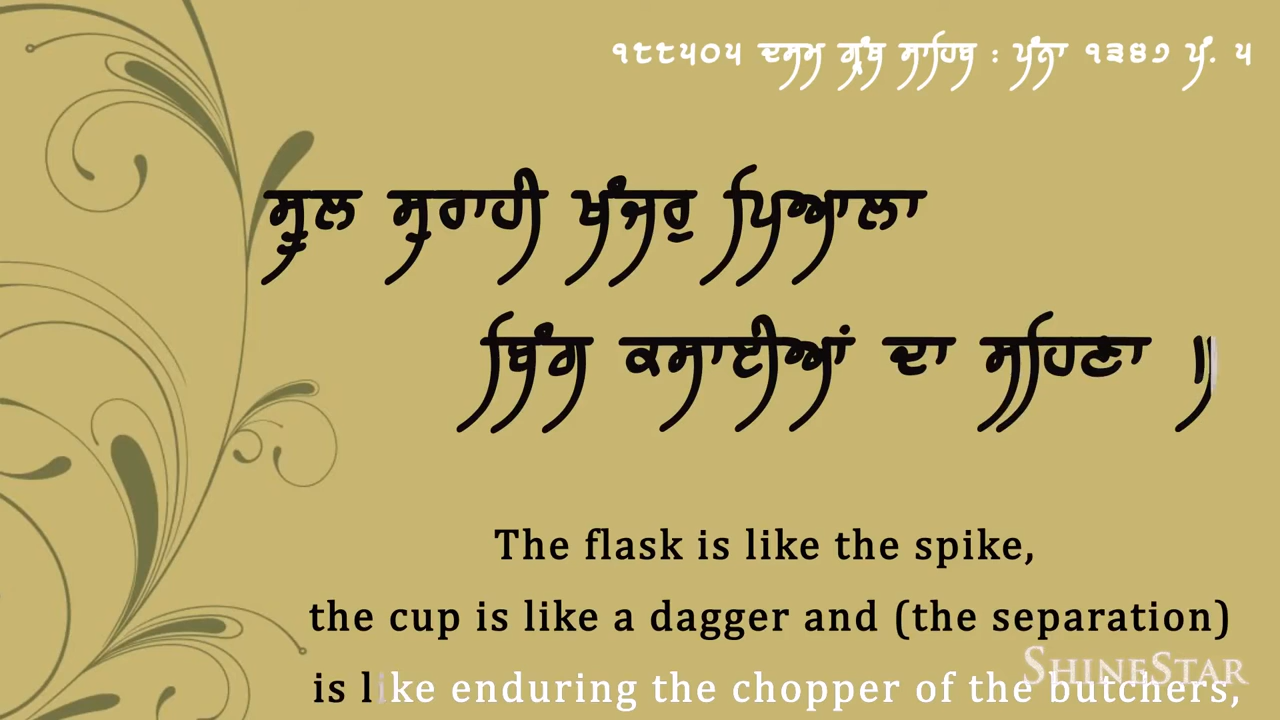 ੧੮੮੫੦੫ ਦਸਮ ਗ੍ਰੰਥ ਸਾਹਿਬ : ਪੰਨਾ ੧੩੪੭ ਪੰ. ੫
ਸੂਲ ਸੁਰਾਹੀ ਖੰਜਰੁ ਪਿਆਲਾ
ਬਿੰਗ ਕਸਾਈਆਂ ਦਾ ਸਹਿਣਾ ॥
The flask is like the spike,
the cup is like a dagger and (the separation)
is like enduring the chopper of the butchers,
SHINESTAR